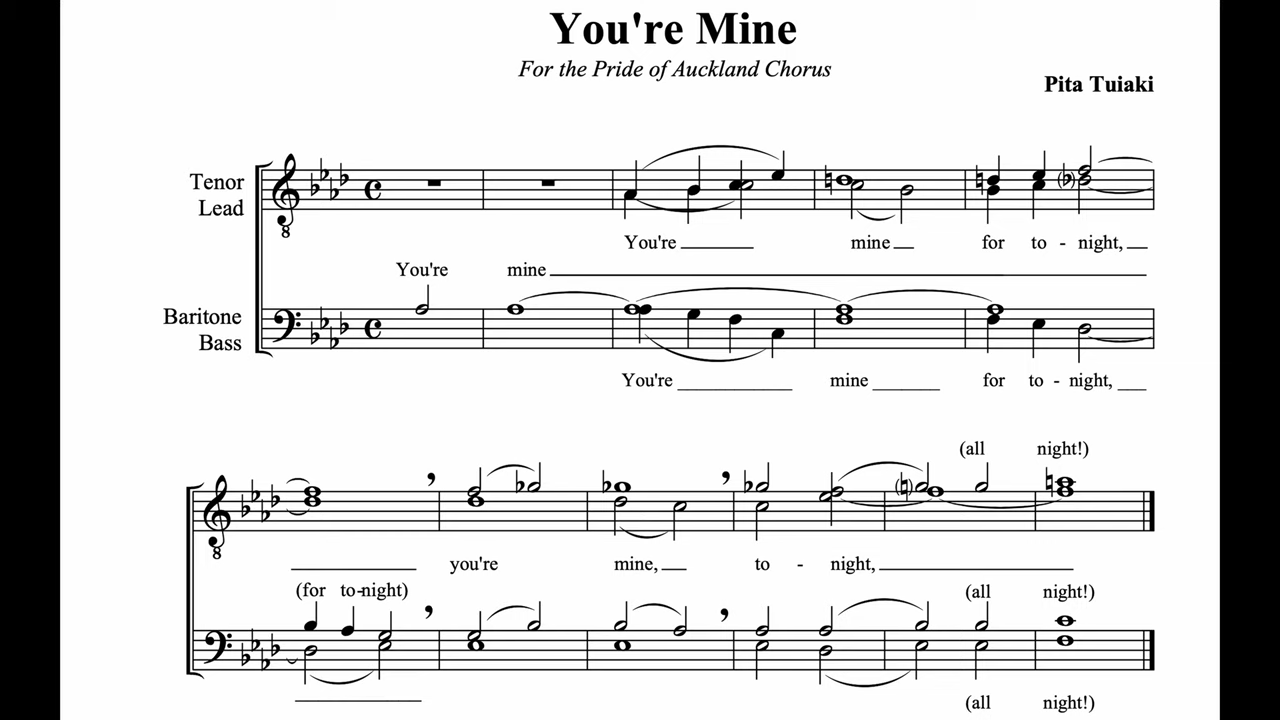 You're Mine
For the Pride of Auckland Chorus
Pita Tuiaki
Tenor
Lead
8
You're mine for to - night,
You're mine
Baritone
Bass
You're mine for to - night,
(all night!)
8
you're mine, to - night,
(for to-night) (all night!)
(all night!)